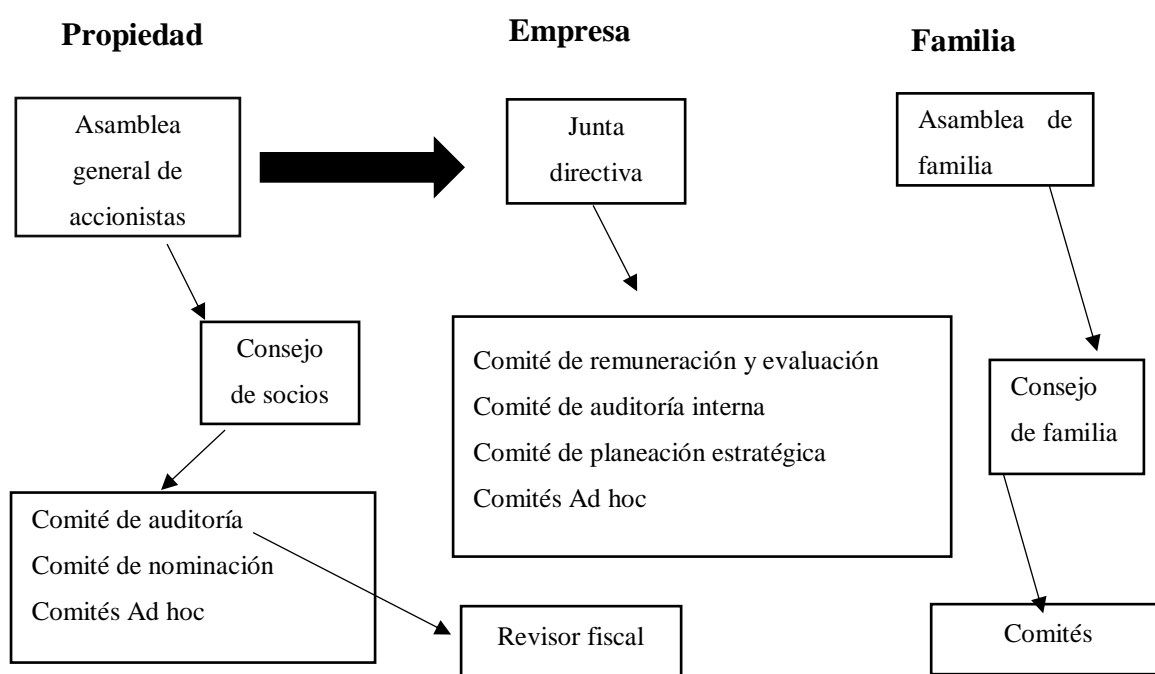 Propiedad
Empresa
Familia
Asamblea
general de
accionistas
Junta
directiva
Asamblea de
familia
Consejo
de socios
Comité de remuneración y evaluación
Comité de auditoría interna
Comité de planeación estratégica
Comités Ad hoc
Consejo
de familia
Comité de auditoría
Comité de nominación
Comités Ad hoc
Revisor fiscal
Comités